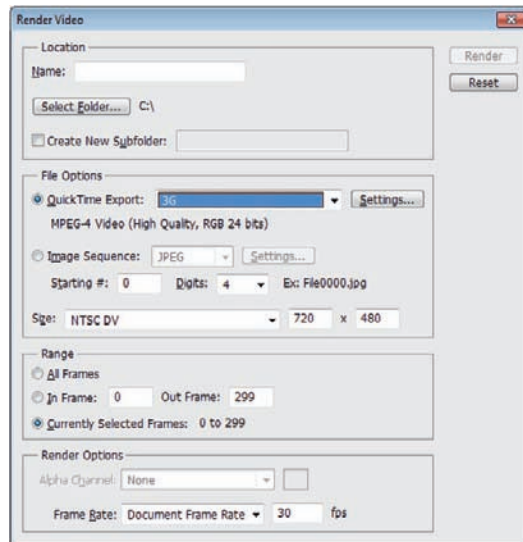 Render Video
Location
Render
Name:
Reset
Select Folder... C:\
Create New Subfolder:
File Options
QuickTime Export: 3G Settings...
MPEG-4 Video (High Quality, RGB 24 bits)
Image Sequence: JPEG Settings...
Starting #: 0 Digits: 4 Ex: File0000.jpg
Size: NTSC DV 720 x 480
Range
All Frames
In Frame: 0 Out Frame: 299
Currently Selected Frames: 0 to 299
Render Options
Alpha Channel: None
Frame Rate: Document Frame Rate 30 fps